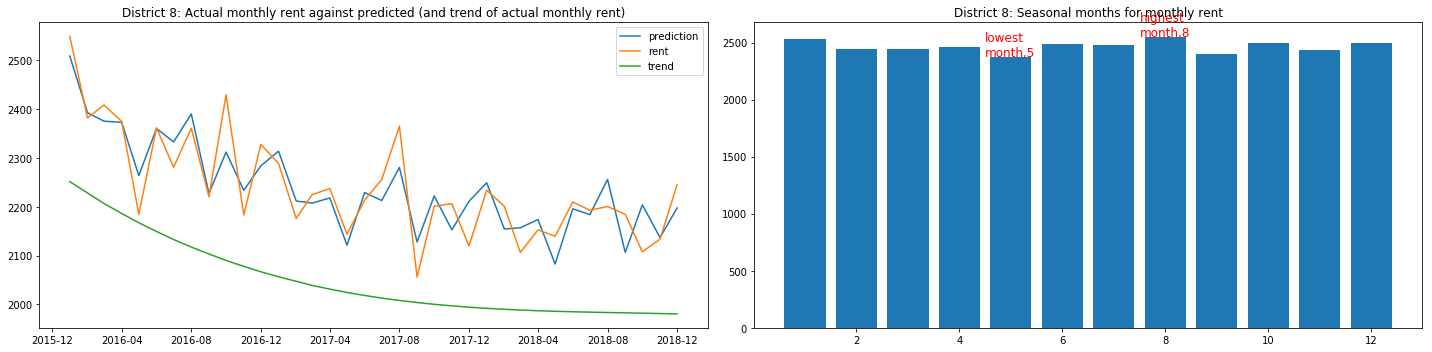 District 8: Actual monthly rent against predicted (and trend of actual monthly rent)
prediction
rent
trend
2500
2400
2300
2200
2100
2000
2015-12 2016-04 2016-08 2016-12 2017-04 2017-08 2017-12 2018-04 2018-08 2018-12
District 8: Seasonal months for monthly rent
lowest
month,5
highest
month,8
2500
2000
1500
1000
500
0
2 4 6 8 10 12